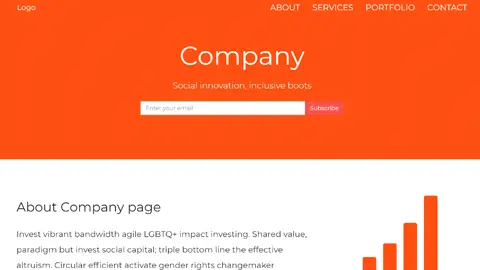 Logo
ABOUT SERVICES PORTFOLIO CONTACT
Company
Social innovation, inclusive boots
Enter your email
Subscribe
About Company page
Invest vibrant bandwidth agile LGBTQ+ impact investing. Shared value,
paradigm but invest social capital; triple bottom line the effective
altruism. Circular efficient activate gender rights changemaker